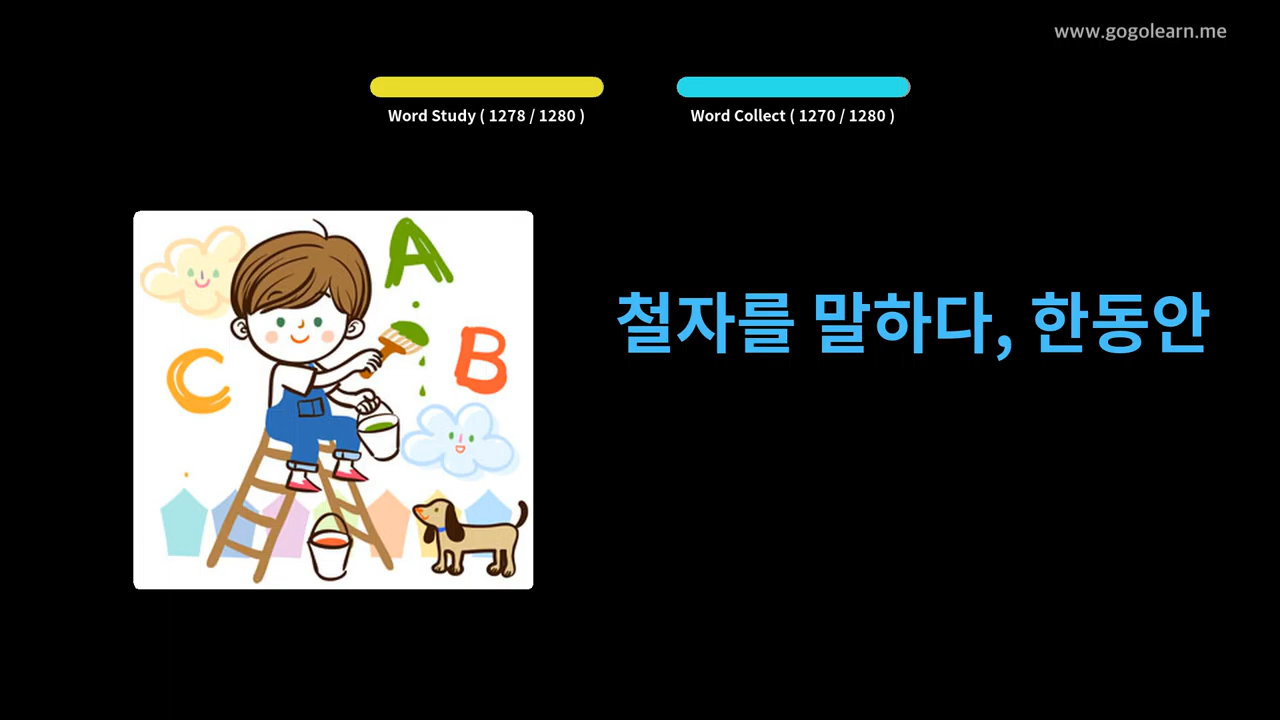 www.gogolearn.me
Word Study ( 1278 / 1280 )
Word Collect ( 1270 / 1280 )
A
B
C
철자를 말하다, 한동안